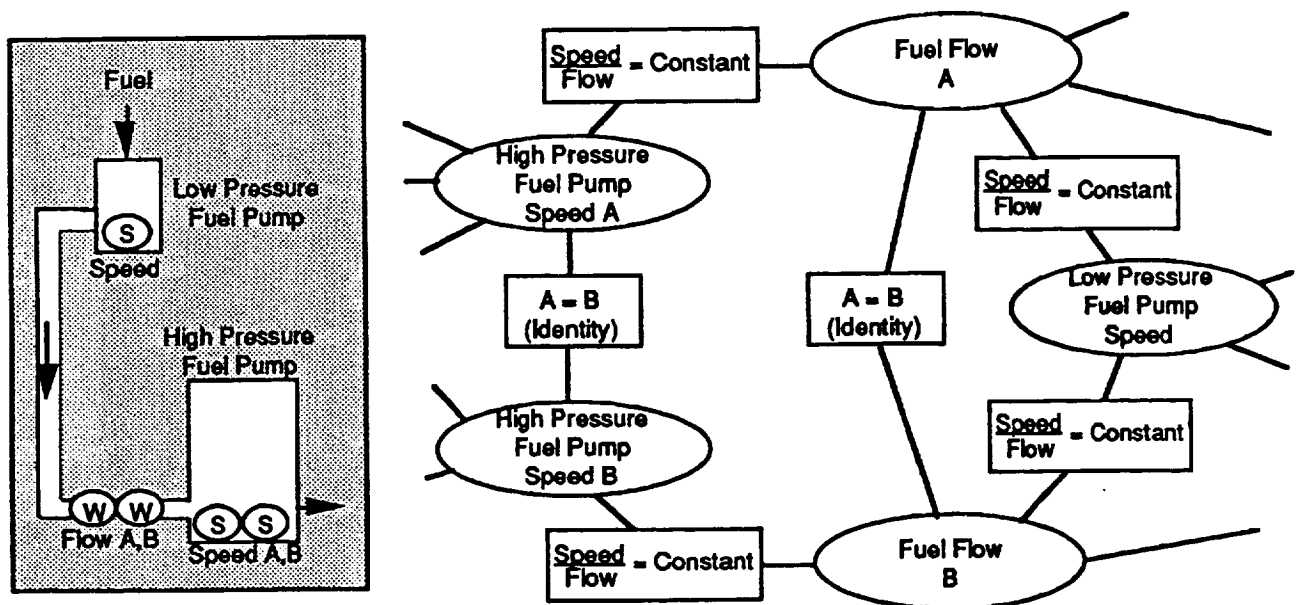 Fuel
Low Pressure
Fuel Pump
S
Speed
High Pressure
Fuel Pump
W W
S S
Flow A,B
Speed A,B
Speed
Flow = Constant
Fuel Flow
A
High Pressure
Fuel Pump
Speed A
Speed
Flow = Constant
A = B
(Identity)
A = B
(Identity)
Low Pressure
Fuel Pump
Speed
High Pressure
Fuel Pump
Speed B
Speed
Flow = Constant
Speed
Flow = Constant
Fuel Flow
B